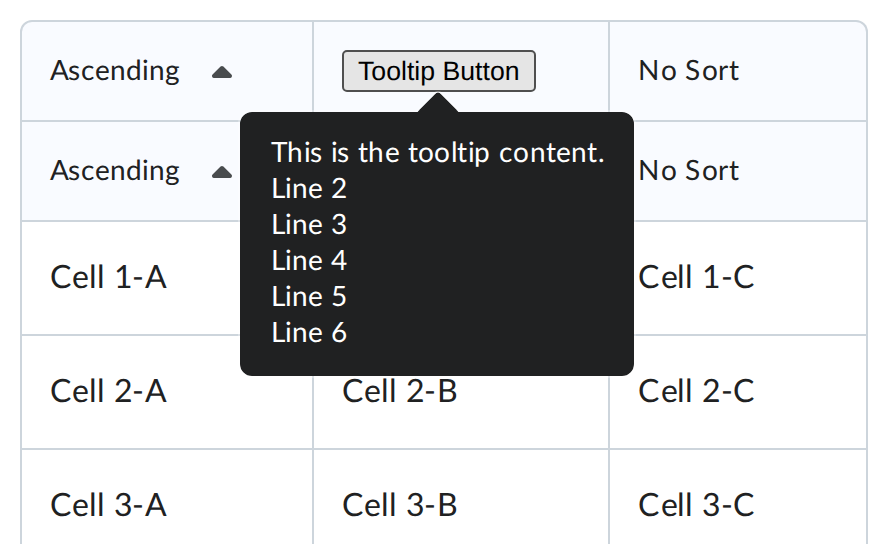 Ascending Tooltip Button No Sort
Ascending No Sort
This is the tooltip content.
Line 2
Line 3
Line 4
Line 5
Line 6
Cell 1-A Cell 1-C
Cell 2-A Cell 2-B Cell 2-C
Cell 3-A Cell 3-B Cell 3-C